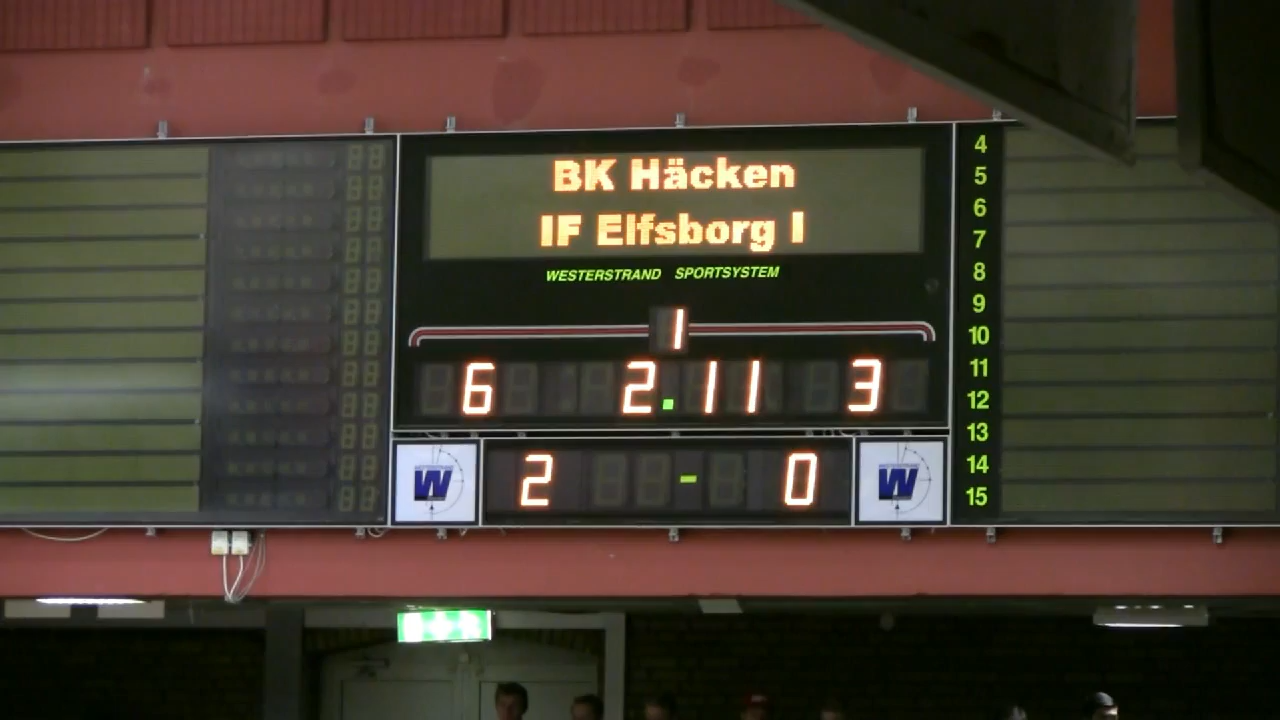 BK Häcken
IF Elfsborg I
WESTERSTRAND SPORTSYSTEM
1
6 2.11 3
2 - 0
W W
4
5
6
7
8
9
10
11
12
13
14
15